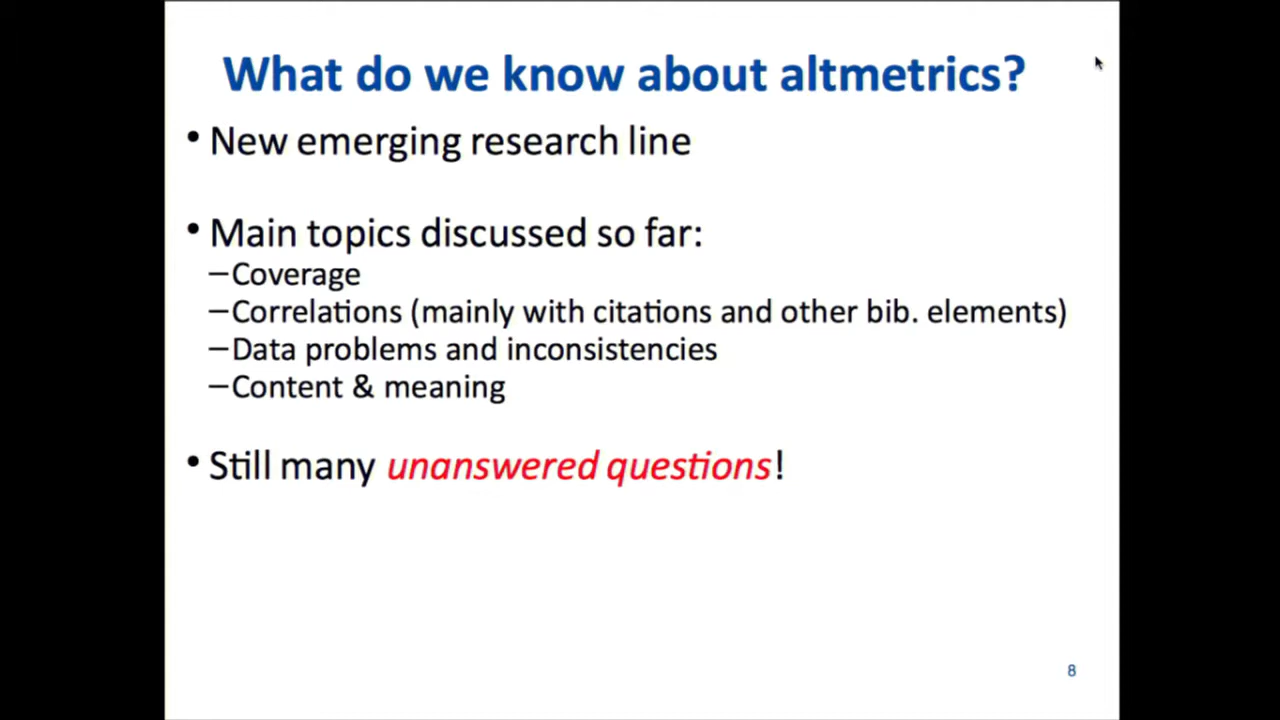 What do we know about altmetrics?
• New emerging research line
• Main topics discussed so far:
–Coverage
–Correlations (mainly with citations and other bib. elements)
–Data problems and inconsistencies
–Content & meaning
• Still many unanswered questions!
8